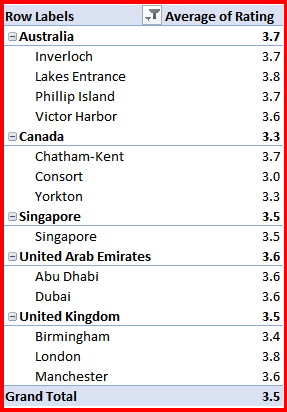 Row Labels Average of Rating
Australia 3.7
Inverloch 3.7
Lakes Entrance 3.8
Phillip Island 3.7
Victor Harbor 3.6
Canada 3.3
Chatham-Kent 3.7
Consort 3.0
Yorkton 3.3
Singapore 3.5
Singapore 3.5
United Arab Emirates 3.6
Abu Dhabi 3.6
Dubai 3.6
United Kingdom 3.5
Birmingham 3.4
London 3.8
Manchester 3.6
Grand Total 3.5